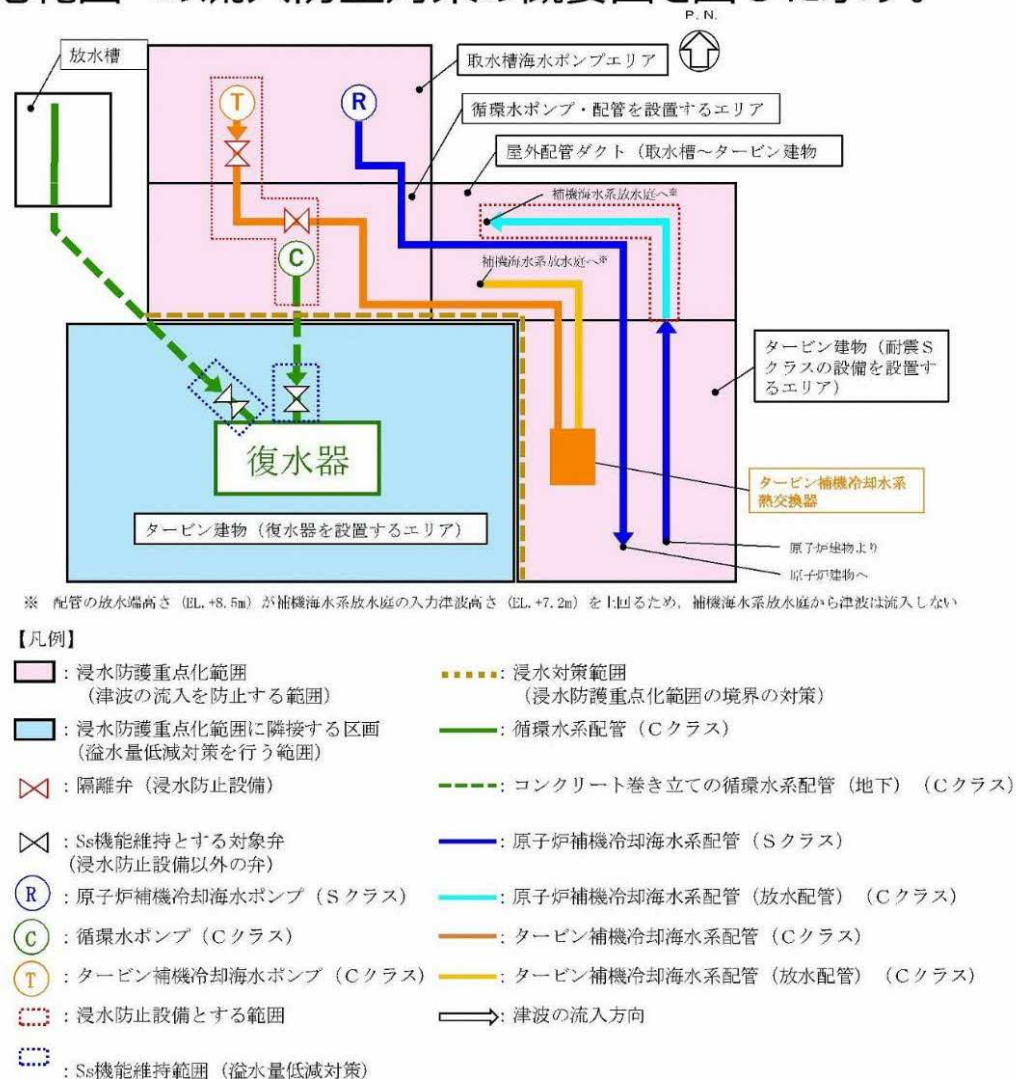 P. N.
放水槽
取水槽海水ポンプエリア
T
R
循環水ポンプ・配管を設置するエリア
屋外配管ダクト（取水槽～タービン建物
補機海水系放水庭へ※
C
補機海水系放水庭へ※
タービン建物（耐震S
クラスの設備を設置す
るエリア）
復水器
タービン補機冷却水系
熱交換器
タービン建物（復水器を設置するエリア）
原子炉建物より
原子炉建物へ
※ 配管の放水端高さ（EL.+8.5m）が補機海水系放水庭の入力津波高さ（EL.+7.2m）を上回るため，補機海水系放水庭から津波は流入しない
【凡例】
：浸水防護重点化範囲
（津波の流入を防止する範囲）
：浸水対策範囲
（浸水防護重点化範囲の境界の対策）
：浸水防護重点化範囲に隣接する区画
（溢水量低減対策を行う範囲）
：循環水系配管（Cクラス）
：隔離弁（浸水防止設備）
：コンクリート巻き立ての循環水系配管（地下）（Cクラス）
：Ss機能維持とする対象弁
（浸水防止設備以外の弁）
：原子炉補機冷却海水系配管（Sクラス）
R：原子炉補機冷却海水ポンプ（Sクラス）
：原子炉補機冷却海水系配管（放水配管）（Cクラス）
C：循環水ポンプ（Cクラス）
：タービン補機冷却海水系配管（Cクラス）
T：タービン補機冷却海水ポンプ（Cクラス）
：タービン補機冷却海水系配管（放水配管）（Cクラス）
：浸水防止設備とする範囲
：津波の流入方向
：Ss機能維持範囲（溢水量低減対策）